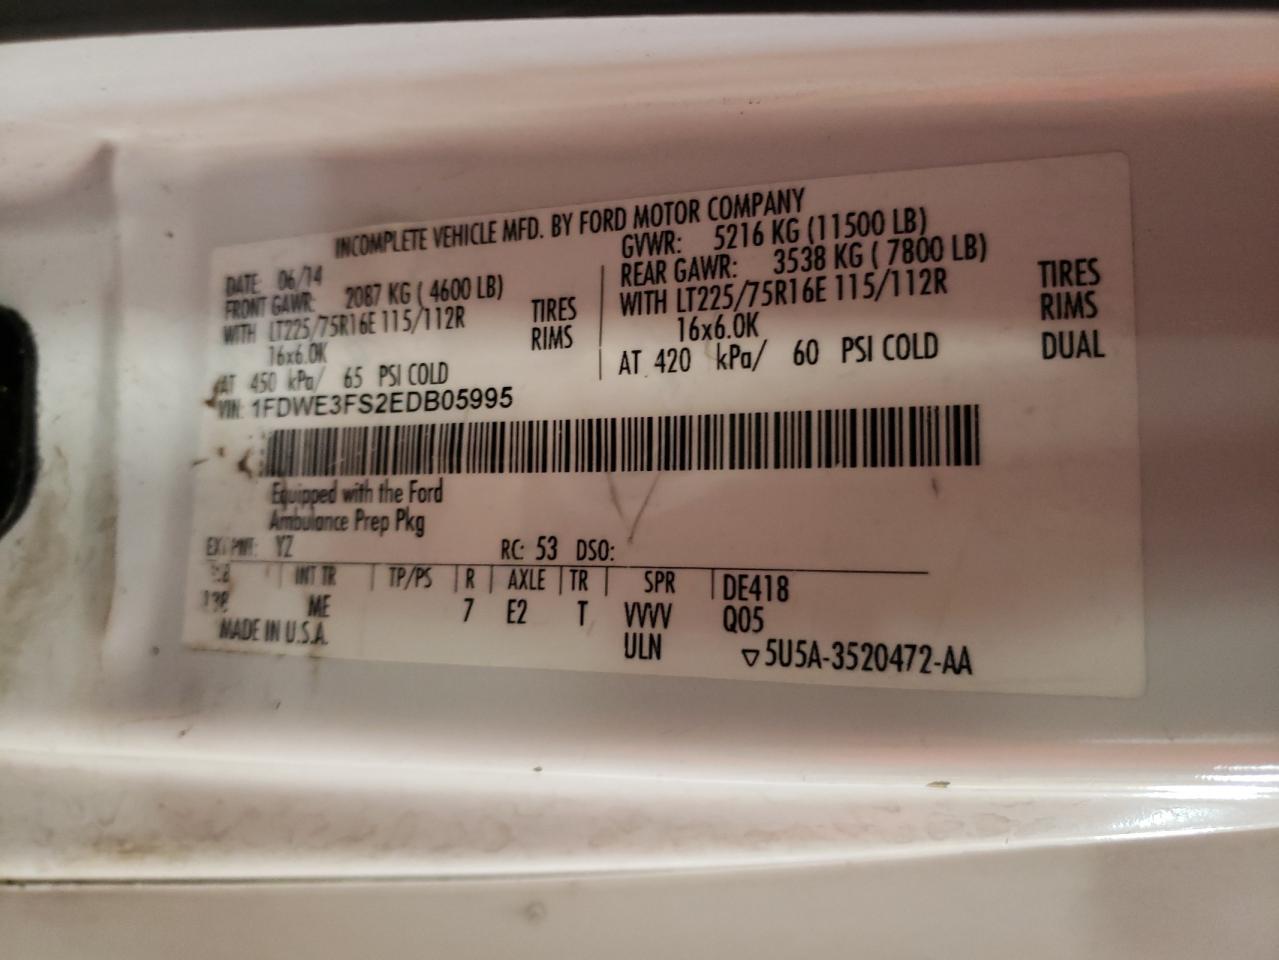 INCOMPLETE VEHICLE MFD. BY FORD MOTOR COMPANY
DATE: 06/14
FRONT GAWR: 2087 KG ( 4600 LB)
WITH LT225/75R16E 115/112R TIRES
16x6.0K RIMS
AT 450 kPa/ 65 PSI COLD
GVWR: 5216 KG (11500 LB)
REAR GAWR: 3538 KG ( 7800 LB)
WITH LT225/75R16E 115/112R TIRES
16x6.0K RIMS
AT 420 kPa/ 60 PSI COLD DUAL
VIN: 1FDWE3FS2EDB05995
Equipped with the Ford
Ambulance Prep Pkg
EXT PNT: YZ RC: 53 DSO:
INT TR TP/PS R AXLE TR SPR DE418
138 ME 7 E2 T VVVV Q05
MADE IN U.S.A. ULN ▽5U5A-3520472-AA